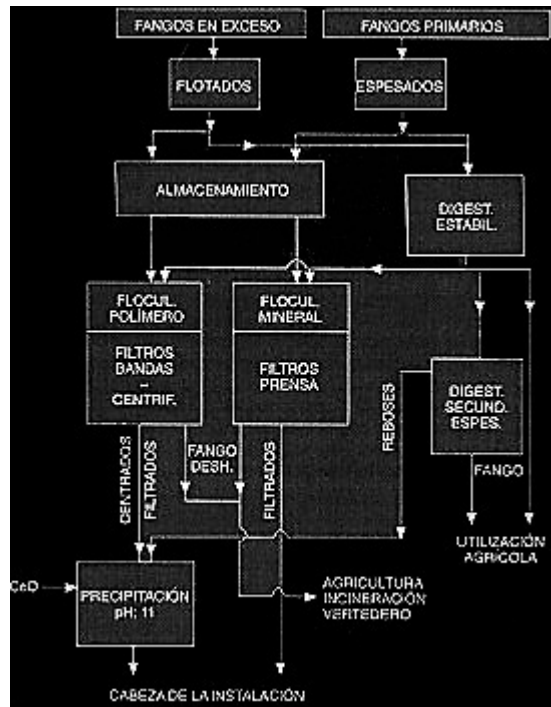 FANGOS EN EXCESO
FANGOS PRIMARIOS
FLOTADOS
ESPESADOS
ALMACENAMIENTO
DIGEST.
ESTABIL.
FLOCUL.
POLÍMERO
FLOCUL.
MINERAL
FILTROS
BANDAS
–
CENTRIF.
FILTROS
PRENSA
DIGEST.
SECUND.
ESPES.
REBOSES
CENTRADOS
FILTRADOS
FANGO
DESH.
FILTRADOS
FANGO
UTILIZACIÓN
AGRÍCOLA
PRECIPITACIÓN
pH: 11
AGRICULTURA
INCINERACIÓN
VERTEDERO
CABEZA DE LA INSTALACIÓN